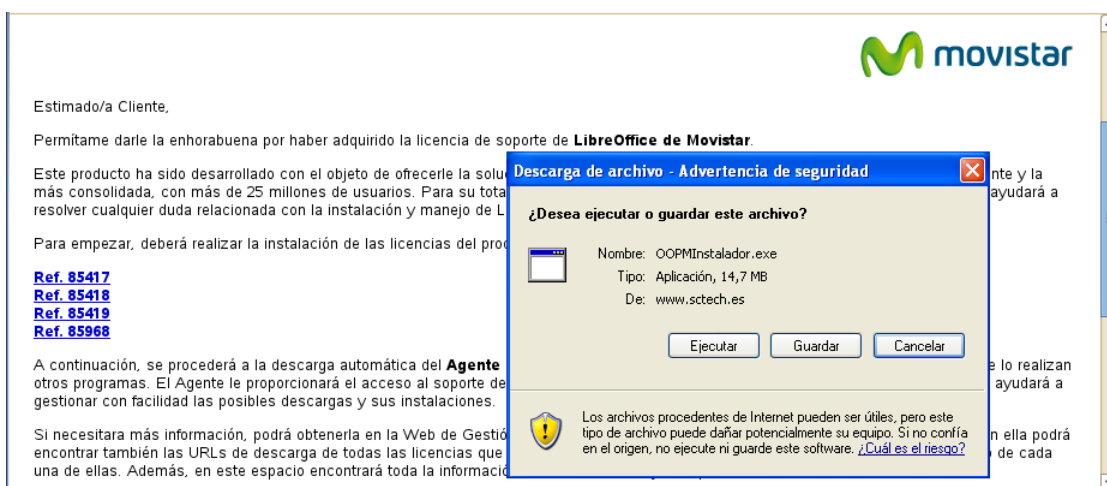 movistar
Estimado/a Cliente,
Permítame darle la enhorabuena por haber adquirido la licencia de soporte de LibreOffice de Movistar.
Este producto ha sido desarrollado con el objeto de ofrecerle la
más consolidada, con más de 25 millones de usuarios. Para su
resolver cualquier duda relacionada con la instalación y manejo de
Para empezar, deberá realizar la instalación de las licencias del
Ref. 85417
Ref. 85418
Ref. 85419
Ref. 85968
A continuación, se procederá a la descarga automática del Agente
otros programas. El Agente le proporcionará el acceso al soporte de
gestionar con facilidad las posibles descargas y sus instalaciones.
Si necesitara más información, podrá obtenerla en la Web de
encontrar también las URLs de descarga de todas las licencias que
una de ellas. Además, en este espacio encontrará toda la
y la
ayudará a
lo realizan
ayudará a
ella podrá
de cada
Descarga de archivo - Advertencia de seguridad
¿Desea ejecutar o guardar este archivo?
Nombre: OOPMInstalador.exe
Tipo: Aplicación, 14,7 MB
De: www.sctech.es
Ejecutar Guardar Cancelar
Los archivos procedentes de Internet pueden ser útiles, pero este
tipo de archivo puede dañar potencialmente su equipo. Si no confía
en el origen, no ejecute ni guarde este software. ¿Cuál es el riesgo?